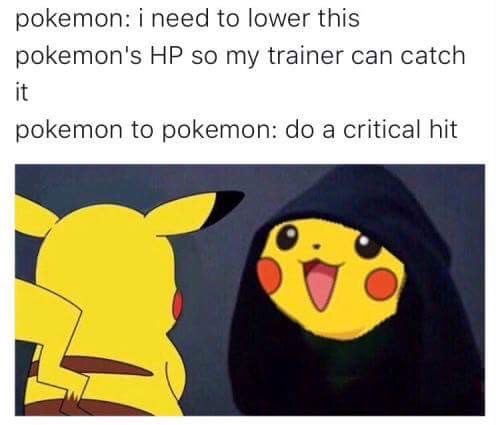 pokemon: i need to lower this
pokemon's HP so my trainer can catch
it
pokemon to pokemon: do a critical hit